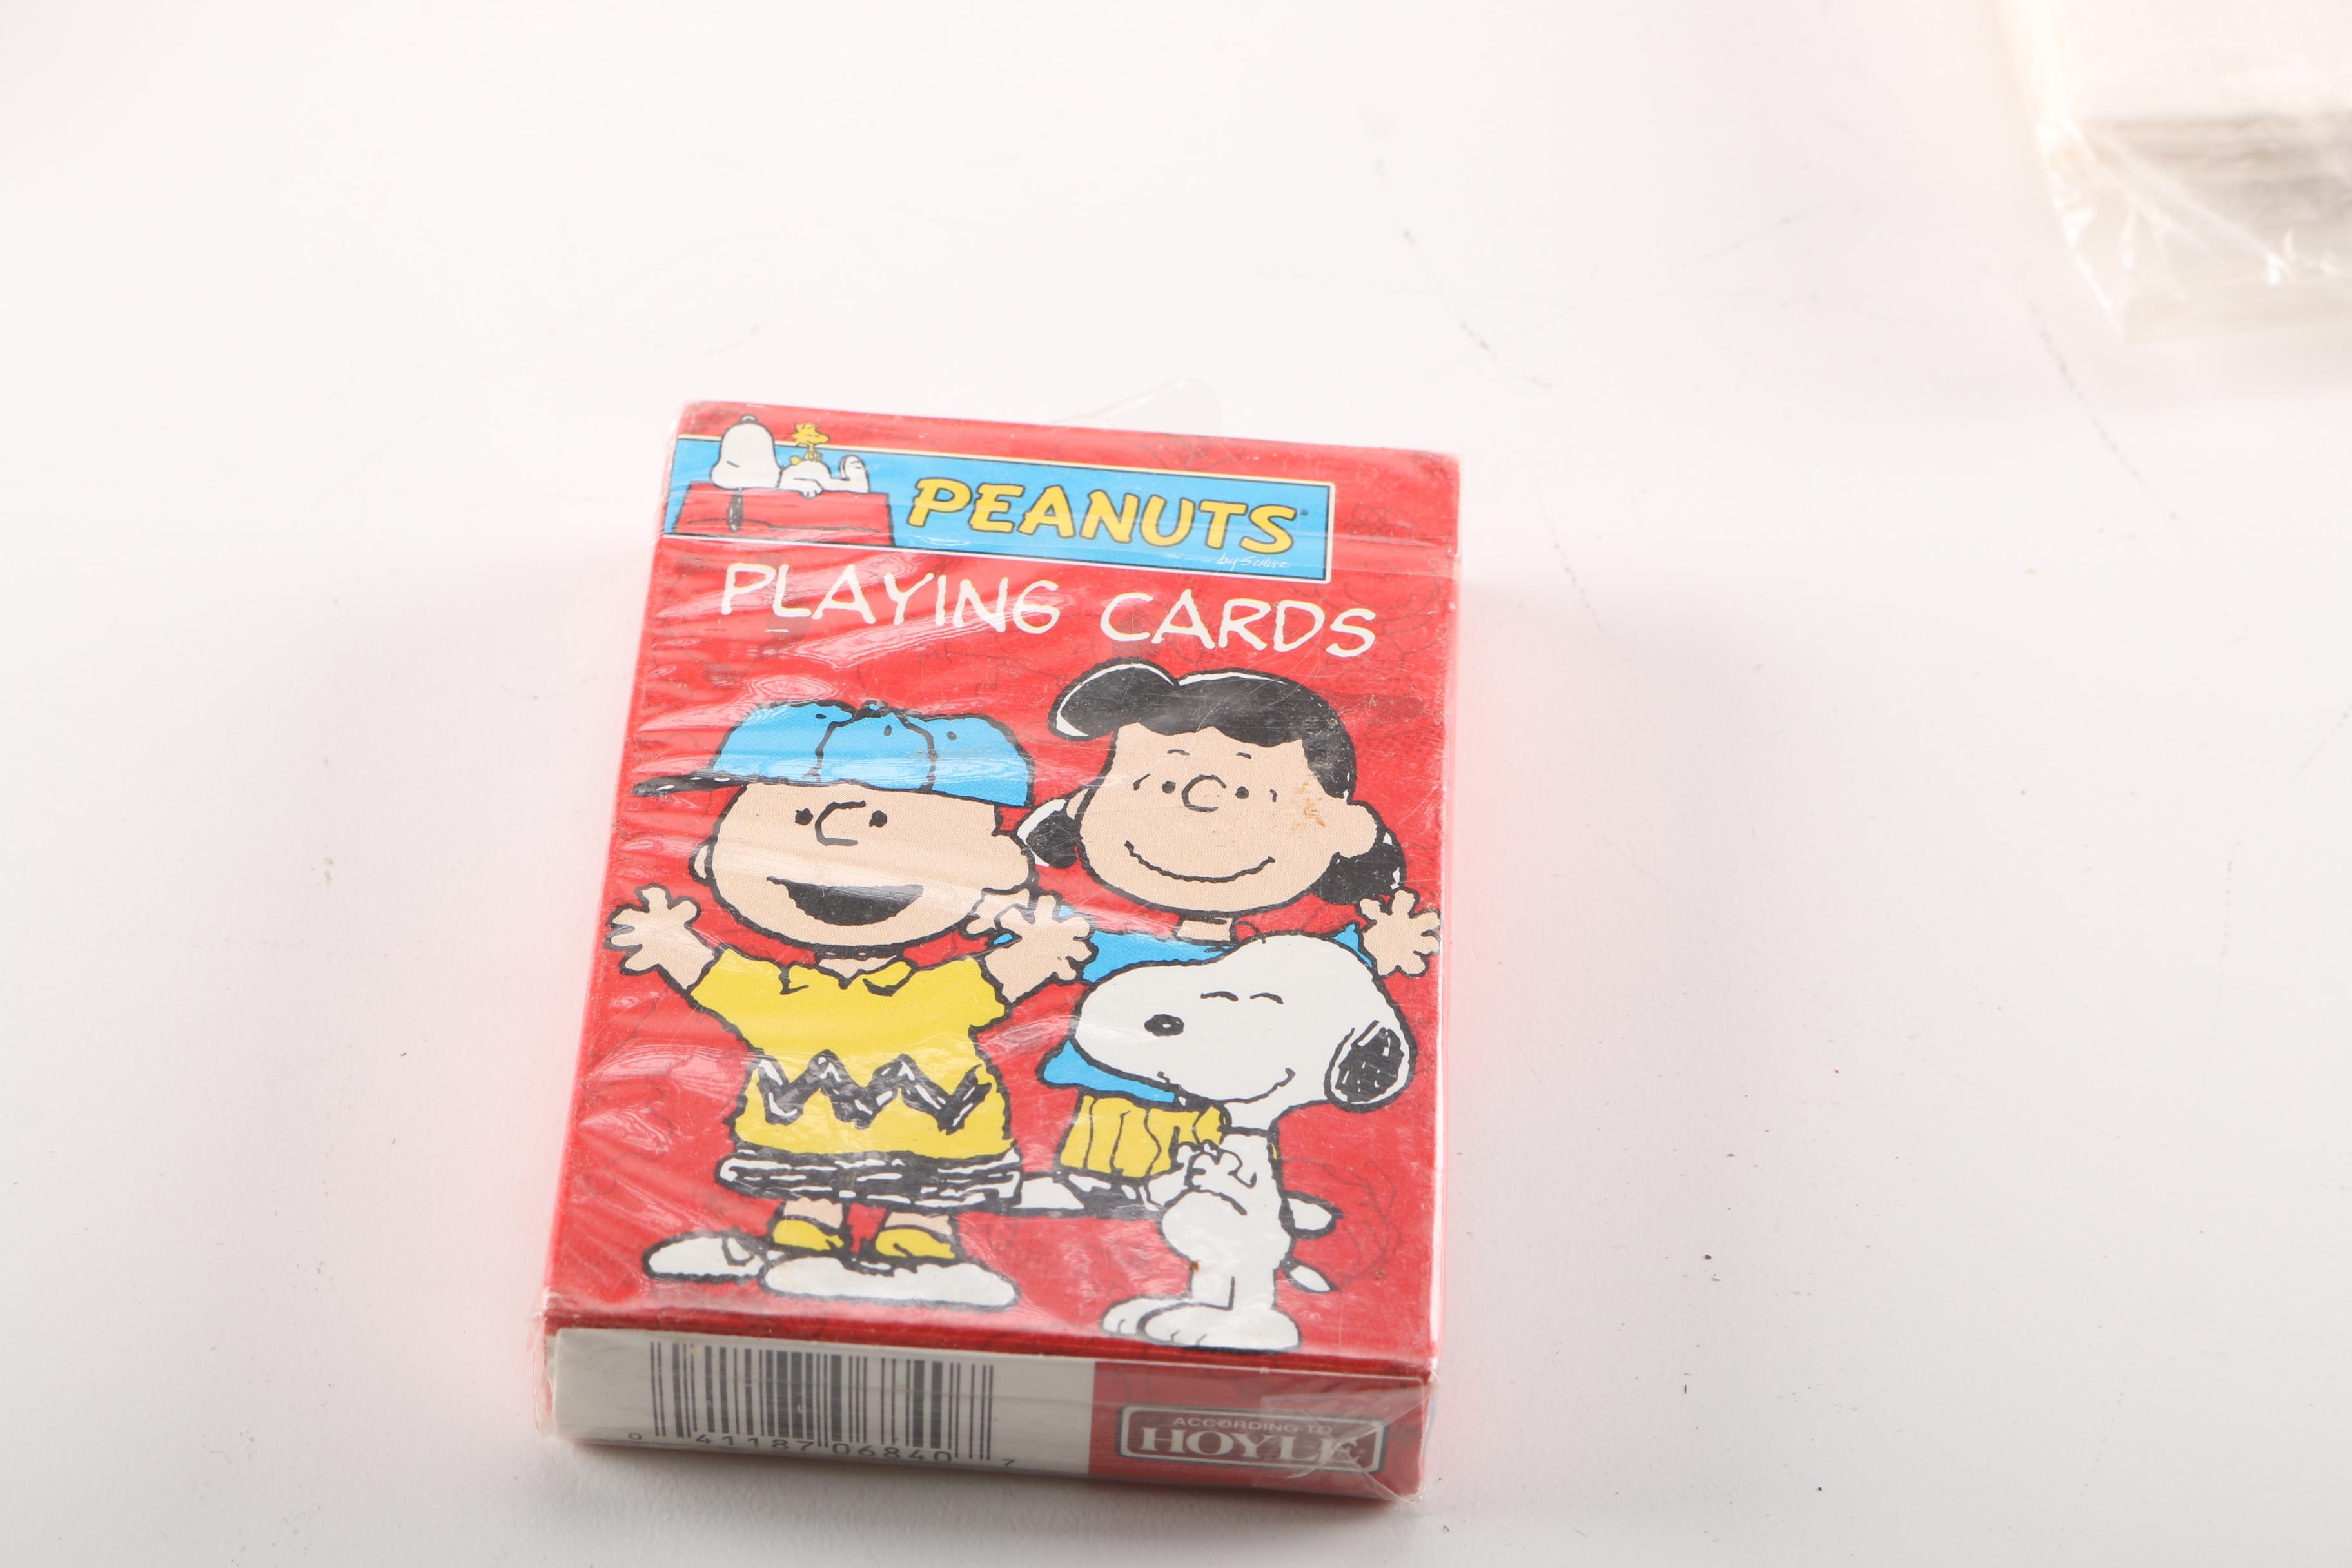 PEANUTS
by Schulz
PLAYING CARDS
0 41187 06840 7
ACCORDING TO
HOYLE